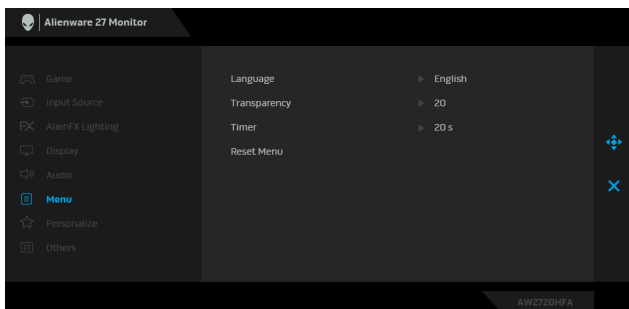 Alienware 27 Monitor
Game
Input Source
AlienFX Lighting
Display
Audio
Menu
Personalize
Others
Language English
Transparency 20
Timer 20 s
Reset Menu
AW2720HFA